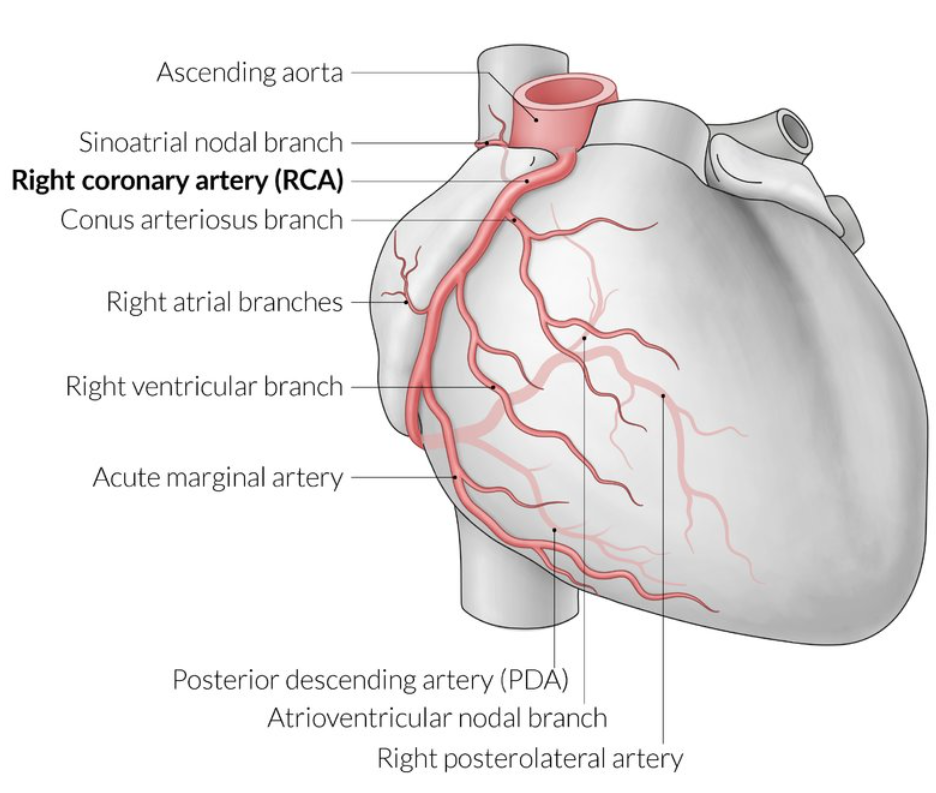 Ascending aorta
Sinoatrial nodal branch
Right coronary artery (RCA)
Conus arteriosus branch
Right atrial branches
Right ventricular branch
Acute marginal artery
Posterior descending artery (PDA)
Atrioventricular nodal branch
Right posterolateral artery